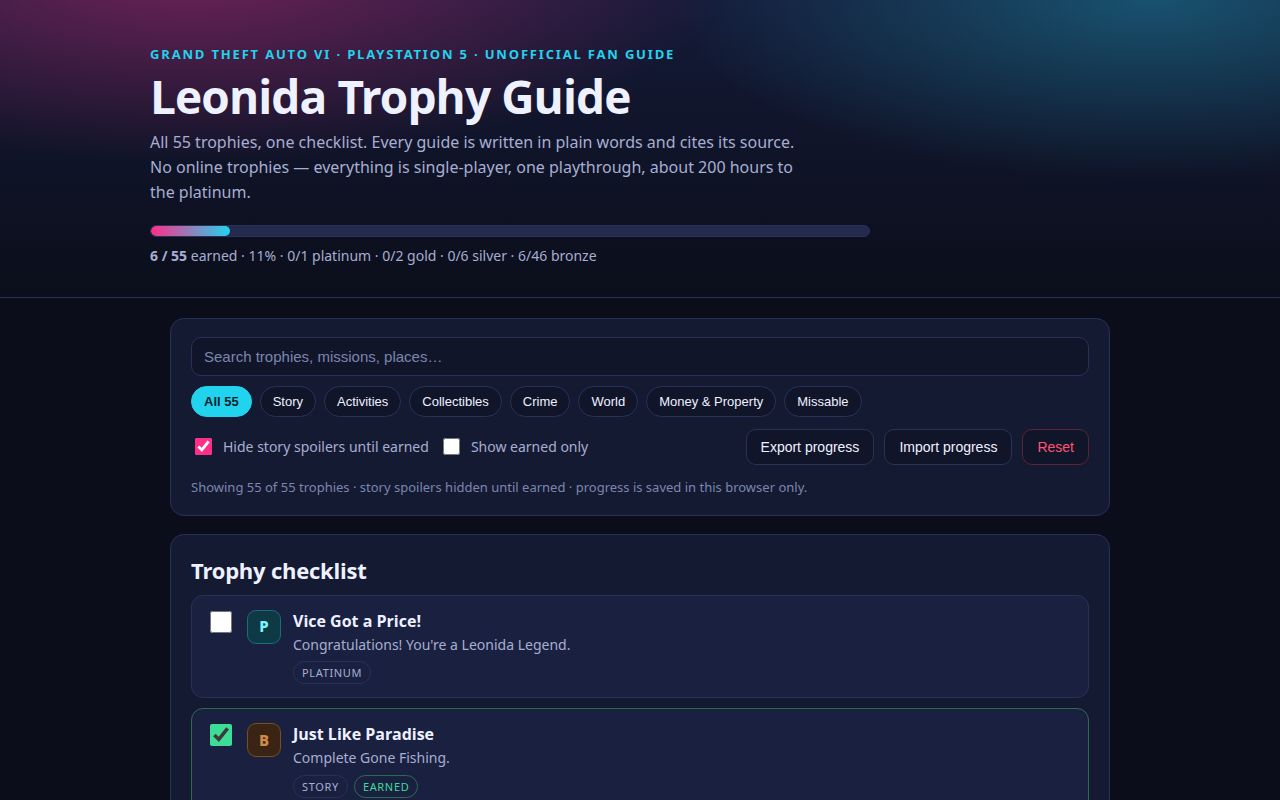 GRAND THEFT AUTO VI · PLAYSTATION 5 · UNOFFICIAL FAN GUIDE
Leonida Trophy Guide
All 55 trophies, one checklist. Every guide is written in plain words and cites its source.
No online trophies — everything is single-player, one playthrough, about 200 hours to
the platinum.
6 / 55 earned · 11% · 0/1 platinum · 0/2 gold · 0/6 silver · 6/46 bronze
Search trophies, missions, places…
All 55 Story Activities Collectibles Crime World Money & Property Missable
Hide story spoilers until earned Show earned only Export progress Import progress Reset
Showing 55 of 55 trophies · story spoilers hidden until earned · progress is saved in this browser only.
Trophy checklist
P Vice Got a Price!
Congratulations! You're a Leonida Legend.
PLATINUM
B Just Like Paradise
Complete Gone Fishing.
STORY EARNED